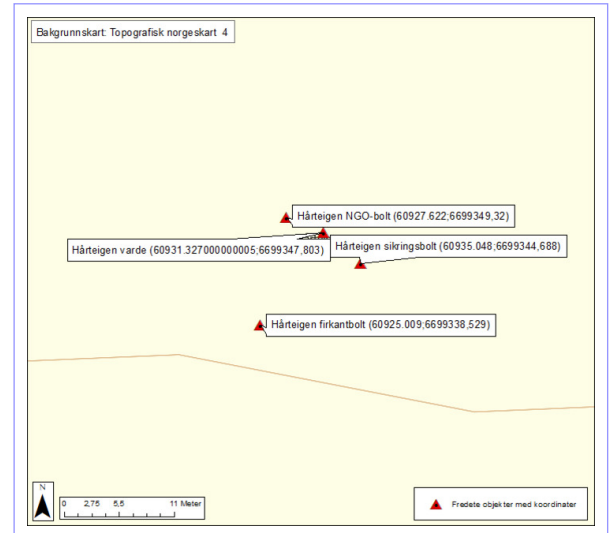 Bakgrunnskart: Topografisk norgeskart 4
Hårteigen NGO-bolt (60927.622;6699349,32)
Hårteigen varde (60931.327000000005;6699347,803)
Hårteigen sikringsbolt (60935.048;6699344,688)
Hårteigen firkantbolt (60925.009;6699338,529)
N
0 2,75 5,5 11 Meter
Fredete objekter med koordinater